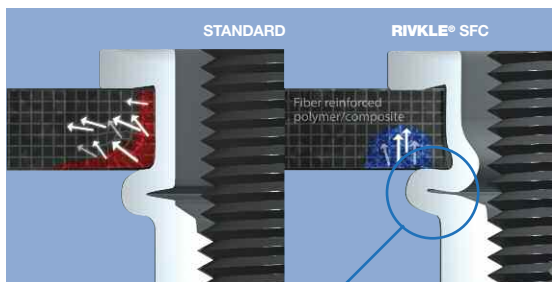 STANDARD
RIVKLE® SFC
Fiber reinforced
polymer/composite